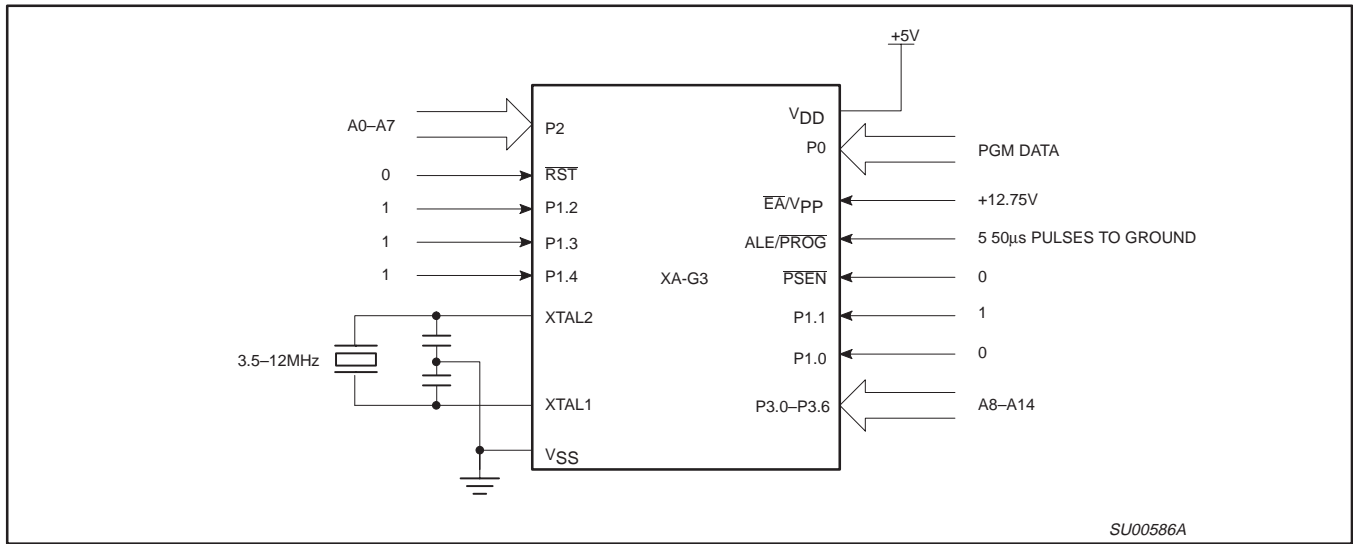 +5V
A0–A7
P2
VDD
P0
PGM DATA
0
RST
1
P1.2
EA/VPP
+12.75V
1
P1.3
ALE/PROG
5 50µs PULSES TO GROUND
1
P1.4
XA-G3
PSEN
0
XTAL2
P1.1
1
3.5–12MHz
P1.0
0
XTAL1
P3.0–P3.6
A8–A14
VSS
SU00586A